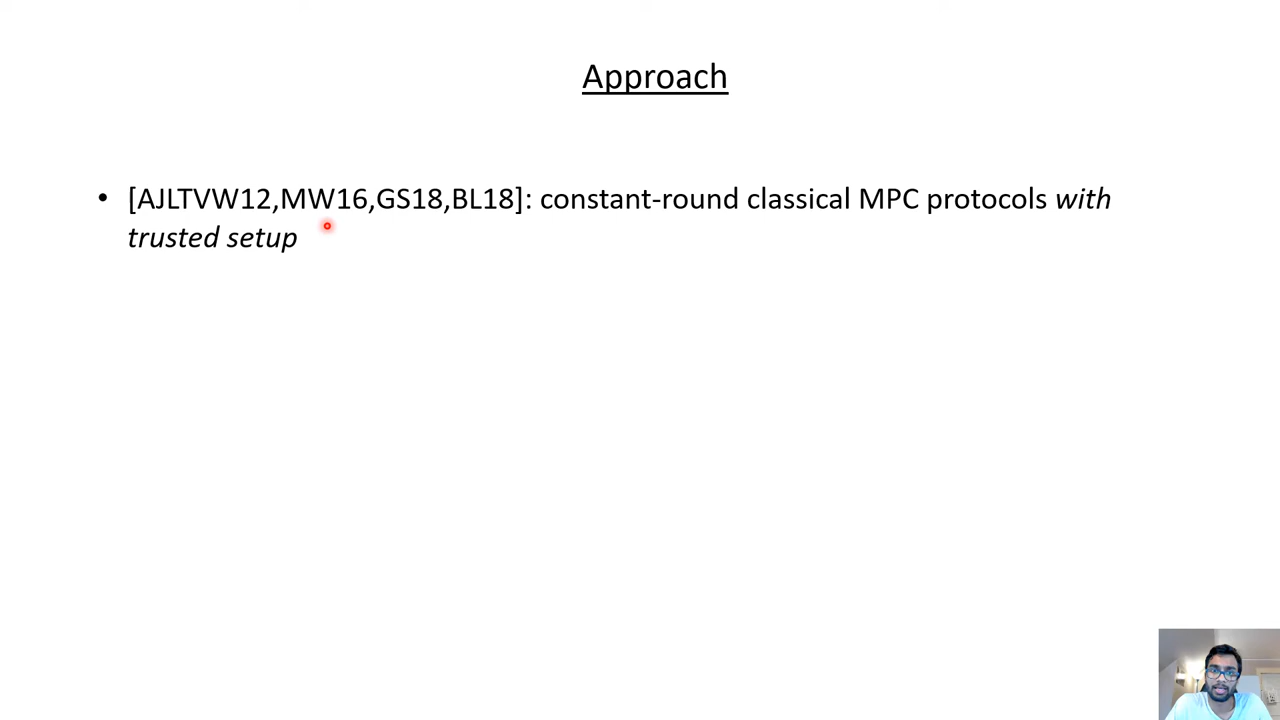 Approach
• [AJLTVW12,MW16,GS18,BL18]: constant-round classical MPC protocols with
trusted setup